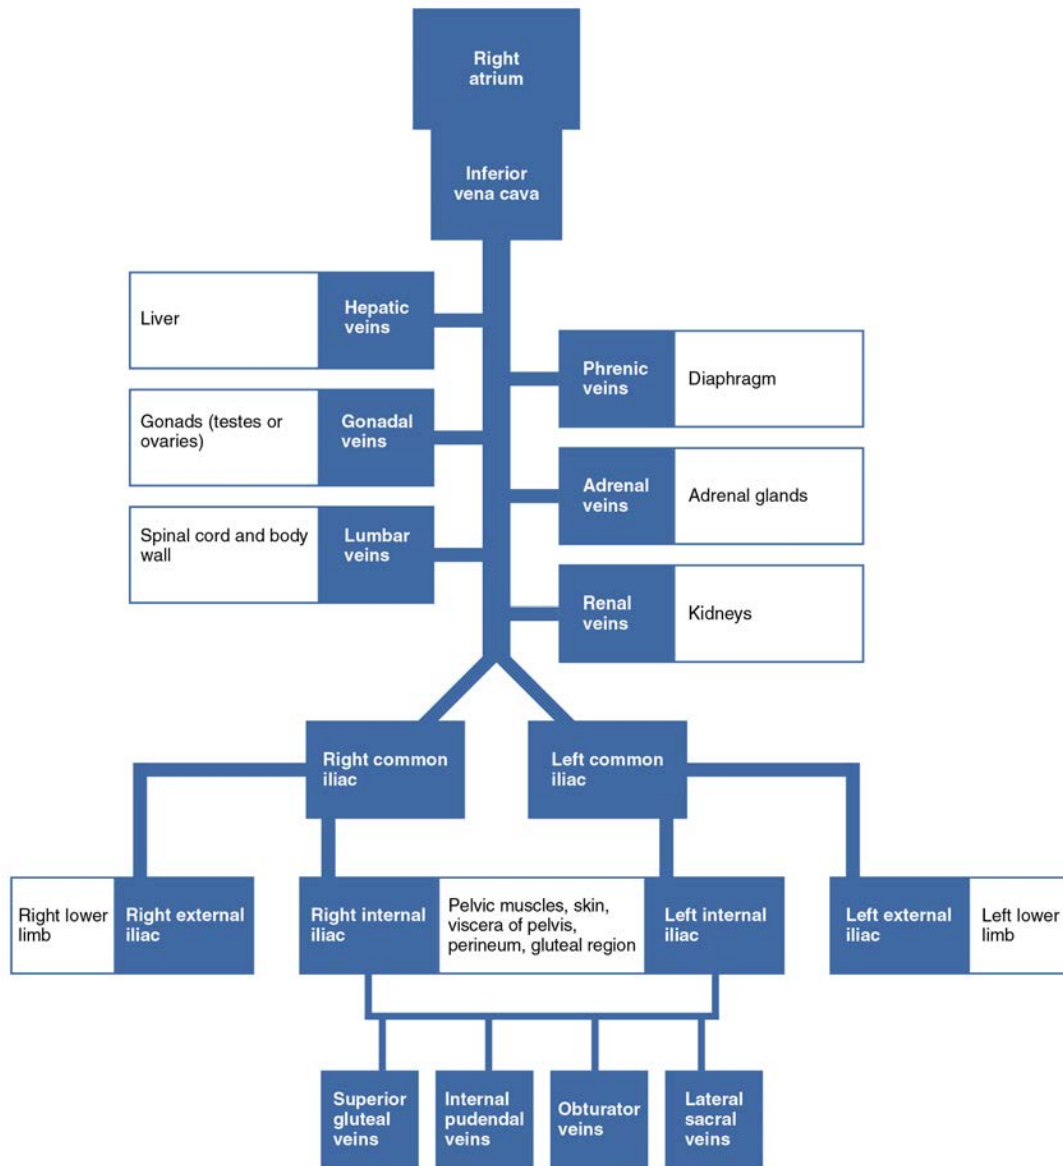 Right
atrium
Inferior
vena cava
Liver
Hepatic
veins
Phrenic
veins
Diaphragm
Gonads (testes or
ovaries)
Gonadal
veins
Adrenal
veins
Adrenal glands
Spinal cord and body
wall
Lumbar
veins
Renal
veins
Kidneys
Right common
iliac
Left common
iliac
Right lower
limb
Right external
iliac
Right internal
iliac
Pelvic muscles, skin,
viscera of pelvis,
perineum, gluteal region
Left internal
iliac
Left external
iliac
Left lower
limb
Superior
gluteal
veins
Internal
pudendal
veins
Obturator
veins
Lateral
sacral
veins